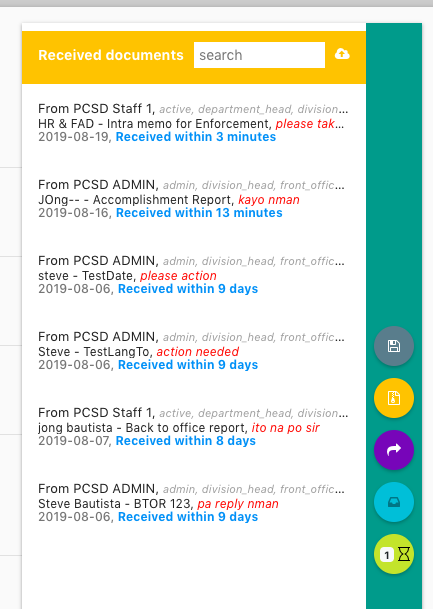 Received documents search
From PCSD Staff 1, active, department_head, division...
HR & FAD - Intra memo for Enforcement, please tak...
2019-08-19, Received within 3 minutes
From PCSD ADMIN, admin, division_head, front_offic...
JOng-- - Accomplishment Report, kayo nman
2019-08-16, Received within 13 minutes
From PCSD ADMIN, admin, division_head, front_offic...
steve - TestDate, please action
2019-08-06, Received within 9 days
From PCSD ADMIN, admin, division_head, front_offic...
Steve - TestLangTo, action needed
2019-08-06, Received within 9 days
From PCSD Staff 1, active, department_head, division...
jong bautista - Back to office report, ito na po sir
2019-08-07, Received within 8 days
From PCSD ADMIN, admin, division_head, front_offic...
Steve Bautista - BTOR 123, pa reply nman
2019-08-06, Received within 9 days
1